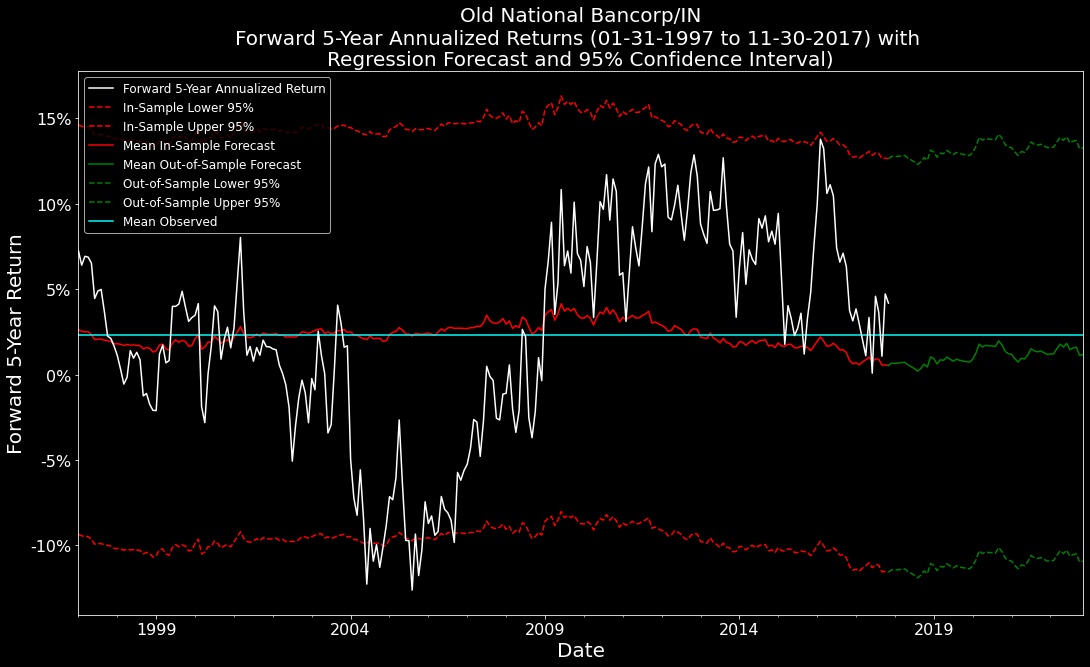 Old National Bancorp/IN
Forward 5-Year Annualized Returns (01-31-1997 to 11-30-2017) with
Regression Forecast and 95% Confidence Interval)
Forward 5-Year Annualized Return
In-Sample Lower 95%
In-Sample Upper 95%
Mean In-Sample Forecast
Mean Out-of-Sample Forecast
Out-of-Sample Lower 95%
Out-of-Sample Upper 95%
Mean Observed
15%
10%
5%
0%
-5%
-10%
Forward 5-Year Return
1999
2004
2009
2014
2019
Date